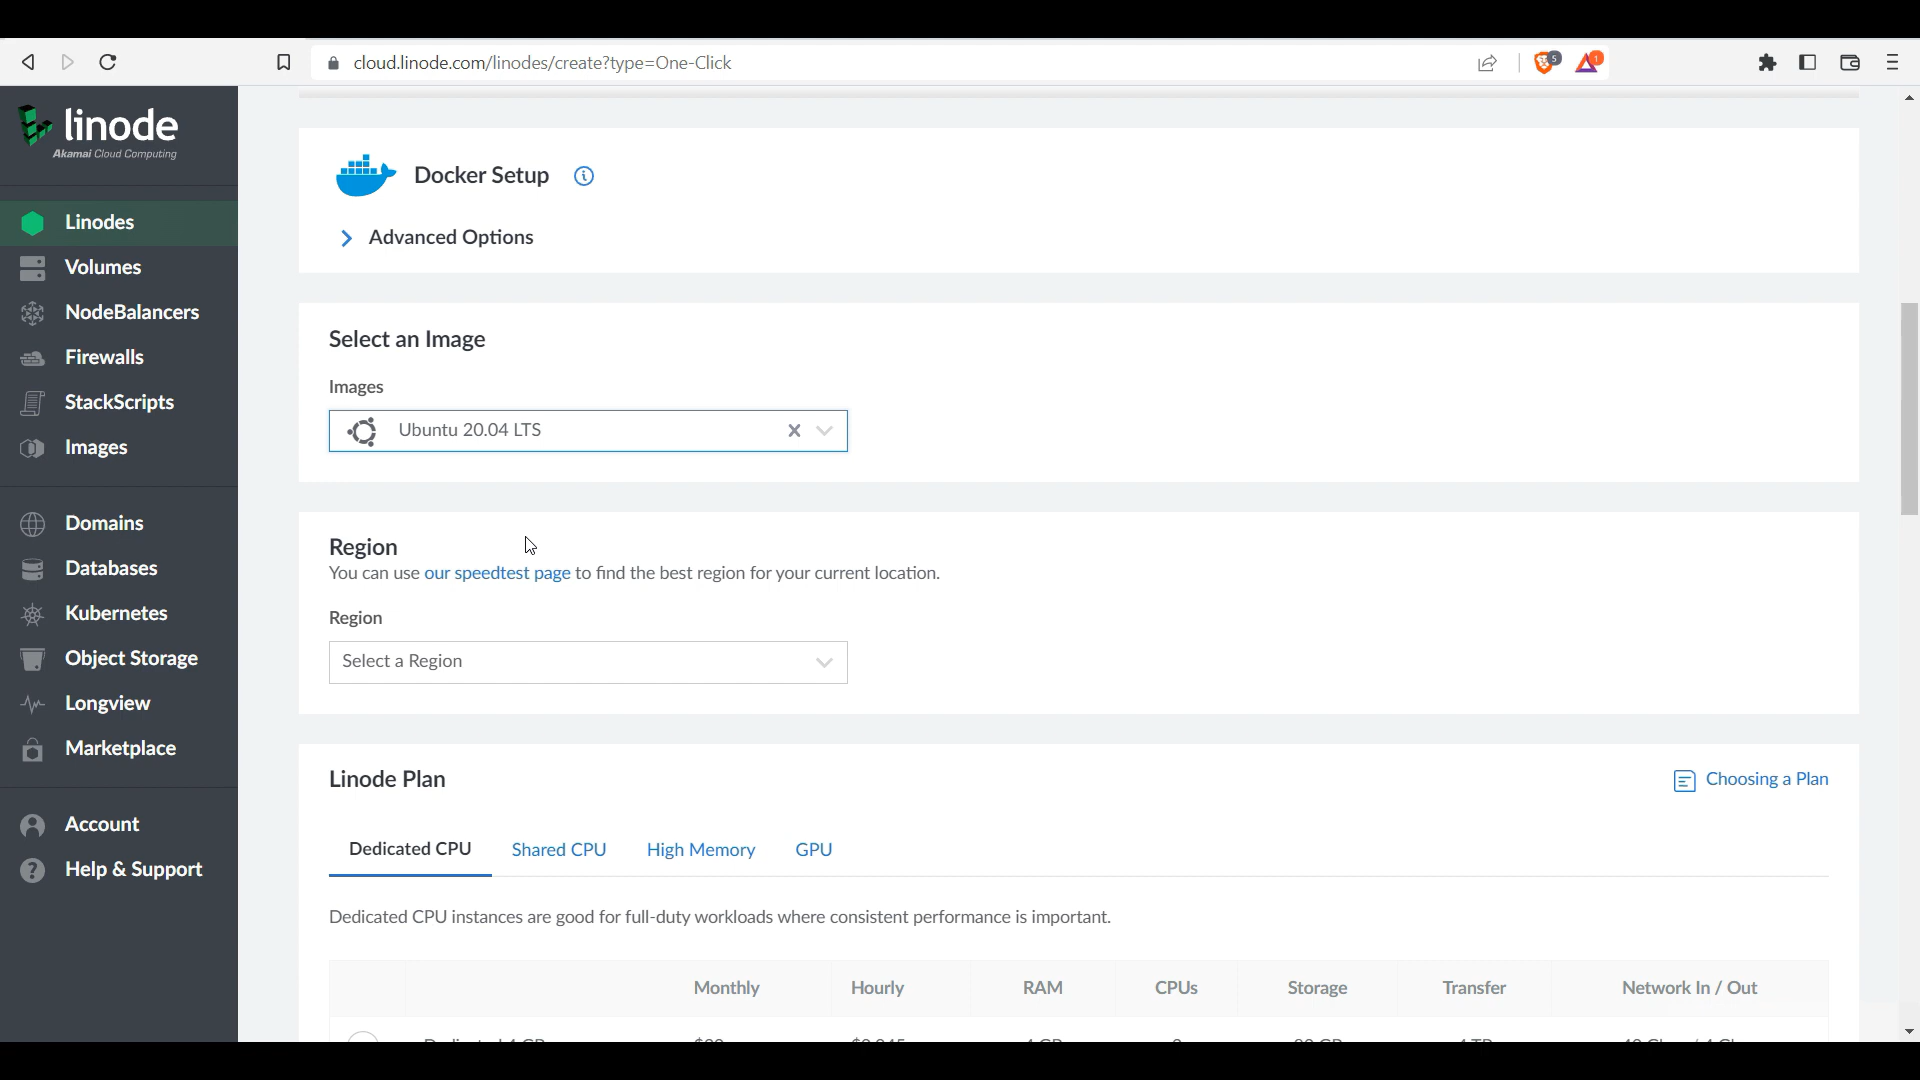 cloud.linode.com/linodes/create?type=One-Click
5
1
linode
Akamai Cloud Computing
Linodes
Volumes
NodeBalancers
Firewalls
StackScripts
Images
Domains
Databases
Kubernetes
Object Storage
Longview
Marketplace
Account
Help & Support
Docker Setup
Advanced Options
Select an Image
Images
Ubuntu 20.04 LTS
Region
You can use our speedtest page to find the best region for your current location.
Region
Select a Region
Linode Plan
Choosing a Plan
Dedicated CPU Shared CPU High Memory GPU
Dedicated CPU instances are good for full-duty workloads where consistent performance is important.
Monthly Hourly RAM CPUs Storage Transfer Network In / Out